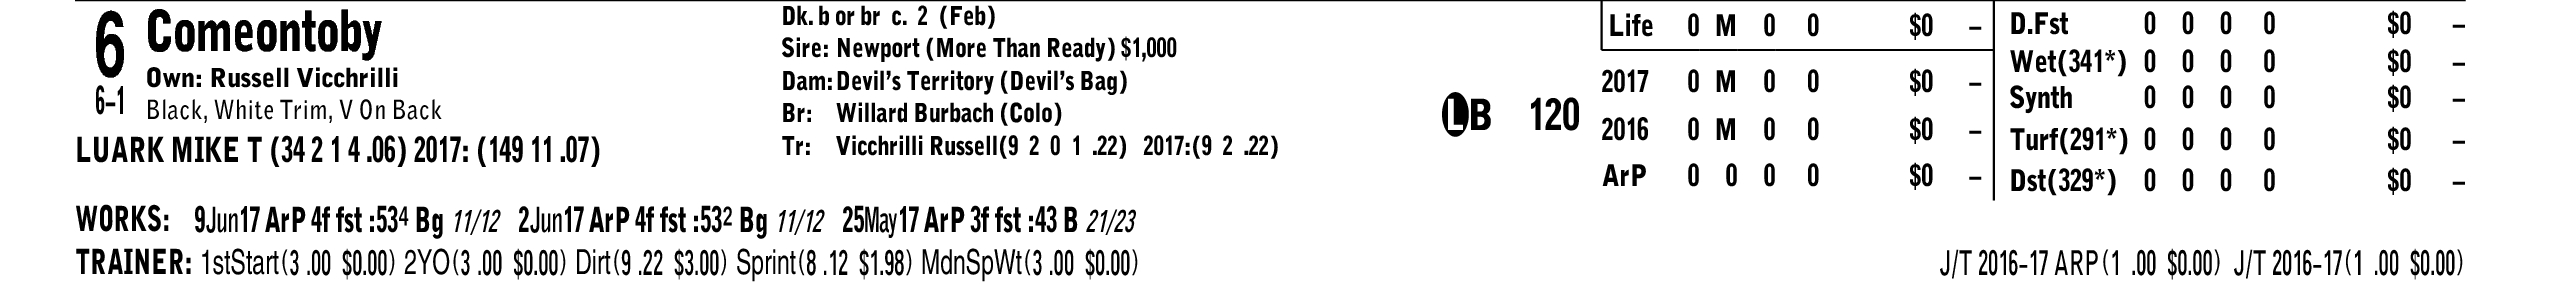 6 Comeontoby
Own: Russell Vicchrilli
6-1 Black, White Trim, V On Back
LUARK MIKE T (34 2 1 4 .06) 2017: (149 11 .07)
Dk. b or br c. 2 (Feb)
Sire: Newport (More Than Ready) $1,000
Dam: Devil's Territory (Devil's Bag)
Br: Willard Burbach (Colo)
Tr: Vicchrilli Russell(9 2 0 1 .22) 2017:(9 2 .22)
LB 120
Life 0 M 0 0 $0 –
2017 0 M 0 0 $0 –
2016 0 M 0 0 $0 –
ArP 0 0 0 0 $0 –
D.Fst 0 0 0 0 $0 –
Wet(341*) 0 0 0 0 $0 –
Synth 0 0 0 0 $0 –
Turf(291*) 0 0 0 0 $0 –
Dst(329*) 0 0 0 0 $0 –
WORKS: 9Jun17 ArP 4f fst :53⁴ Bg 11/12 2Jun17 ArP 4f fst :53² Bg 11/12 25May17 ArP 3f fst :43 B 21/23
TRAINER: 1stStart(3 .00 $0.00) 2YO(3 .00 $0.00) Dirt(9 .22 $3.00) Sprint(8 .12 $1.98) MdnSpWt(3 .00 $0.00) J/T 2016-17 ARP(1 .00 $0.00) J/T 2016-17(1 .00 $0.00)